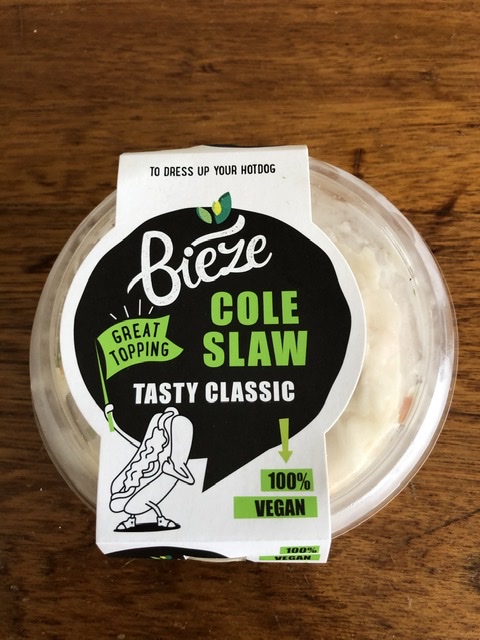 TO DRESS UP YOUR HOTDOG
Bieze
GREAT
TOPPING
COLE
SLAW
TASTY CLASSIC
100%
VEGAN
100%
VEGAN